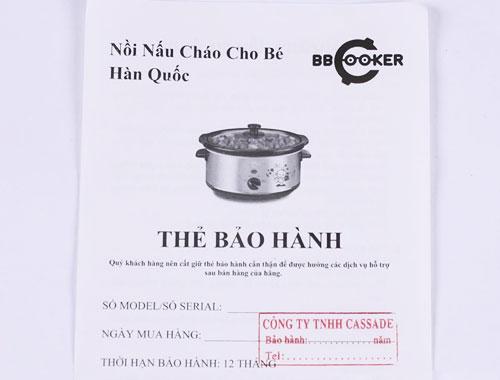 Nồi Nấu Cháo Cho Bé
Hàn Quốc
BBCOOKER
THẺ BẢO HÀNH
Quý khách hàng nên cất giữ thẻ bảo hành cẩn thận để được hưởng các dịch vụ hỗ trợ
sau bán hàng của hãng.
SỐ MODEL/SỐ SERIAL:
NGÀY MUA HÀNG:
THỜI HẠN BẢO HÀNH: 12 THÁNG
CÔNG TY TNHH CASSADE
Bảo hành:........................năm
Tel: